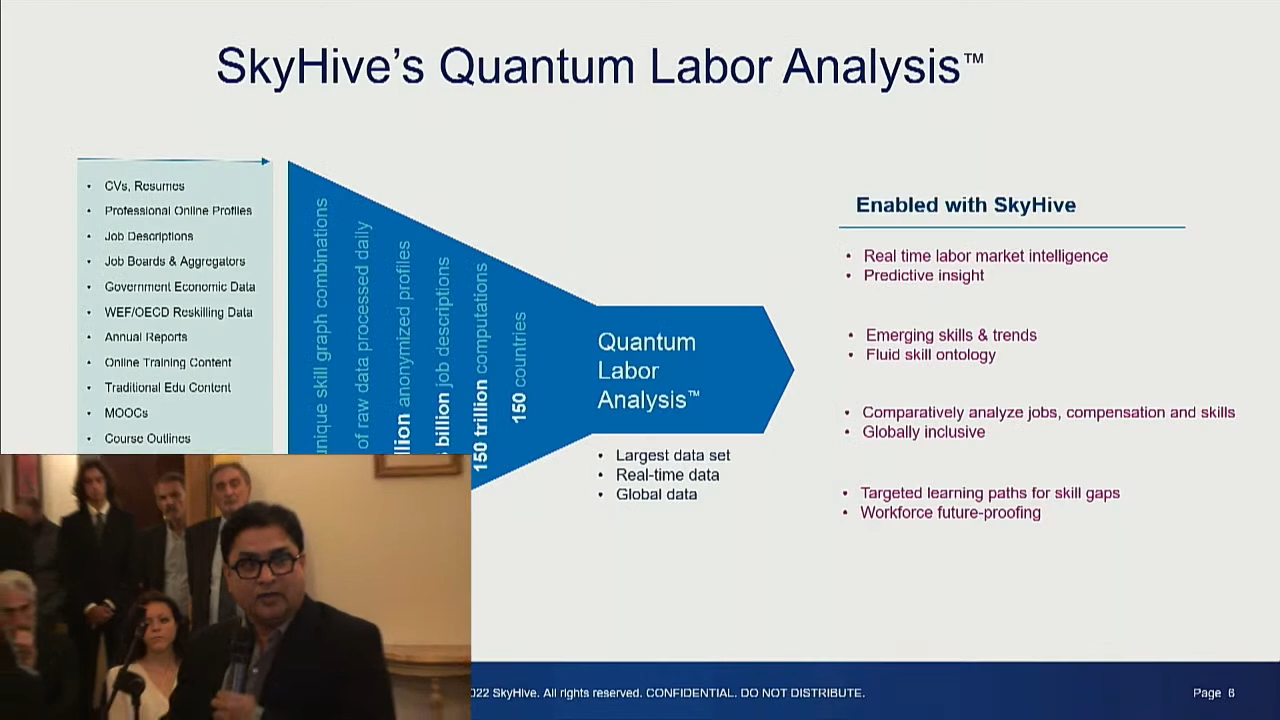 SkyHive’s Quantum Labor Analysis™
• CVs, Resumes
• Professional Online Profiles
• Job Descriptions
• Job Boards & Aggregators
• Government Economic Data
• WEF/OECD Reskilling Data
• Annual Reports
• Online Training Content
• Traditional Edu Content
• MOOCs
• Course Outlines
unique skill graph combinations
of raw data processed daily
anonymized profiles
billion job descriptions
150 trillion computations
150 countries
Quantum
Labor
Analysis™
• Largest data set
• Real-time data
• Global data
Enabled with SkyHive
• Real time labor market intelligence
• Predictive insight
• Emerging skills & trends
• Fluid skill ontology
• Comparatively analyze jobs, compensation and skills
• Globally inclusive
• Targeted learning paths for skill gaps
• Workforce future-proofing
022 SkyHive. All rights reserved. CONFIDENTIAL. DO NOT DISTRIBUTE.
Page 6